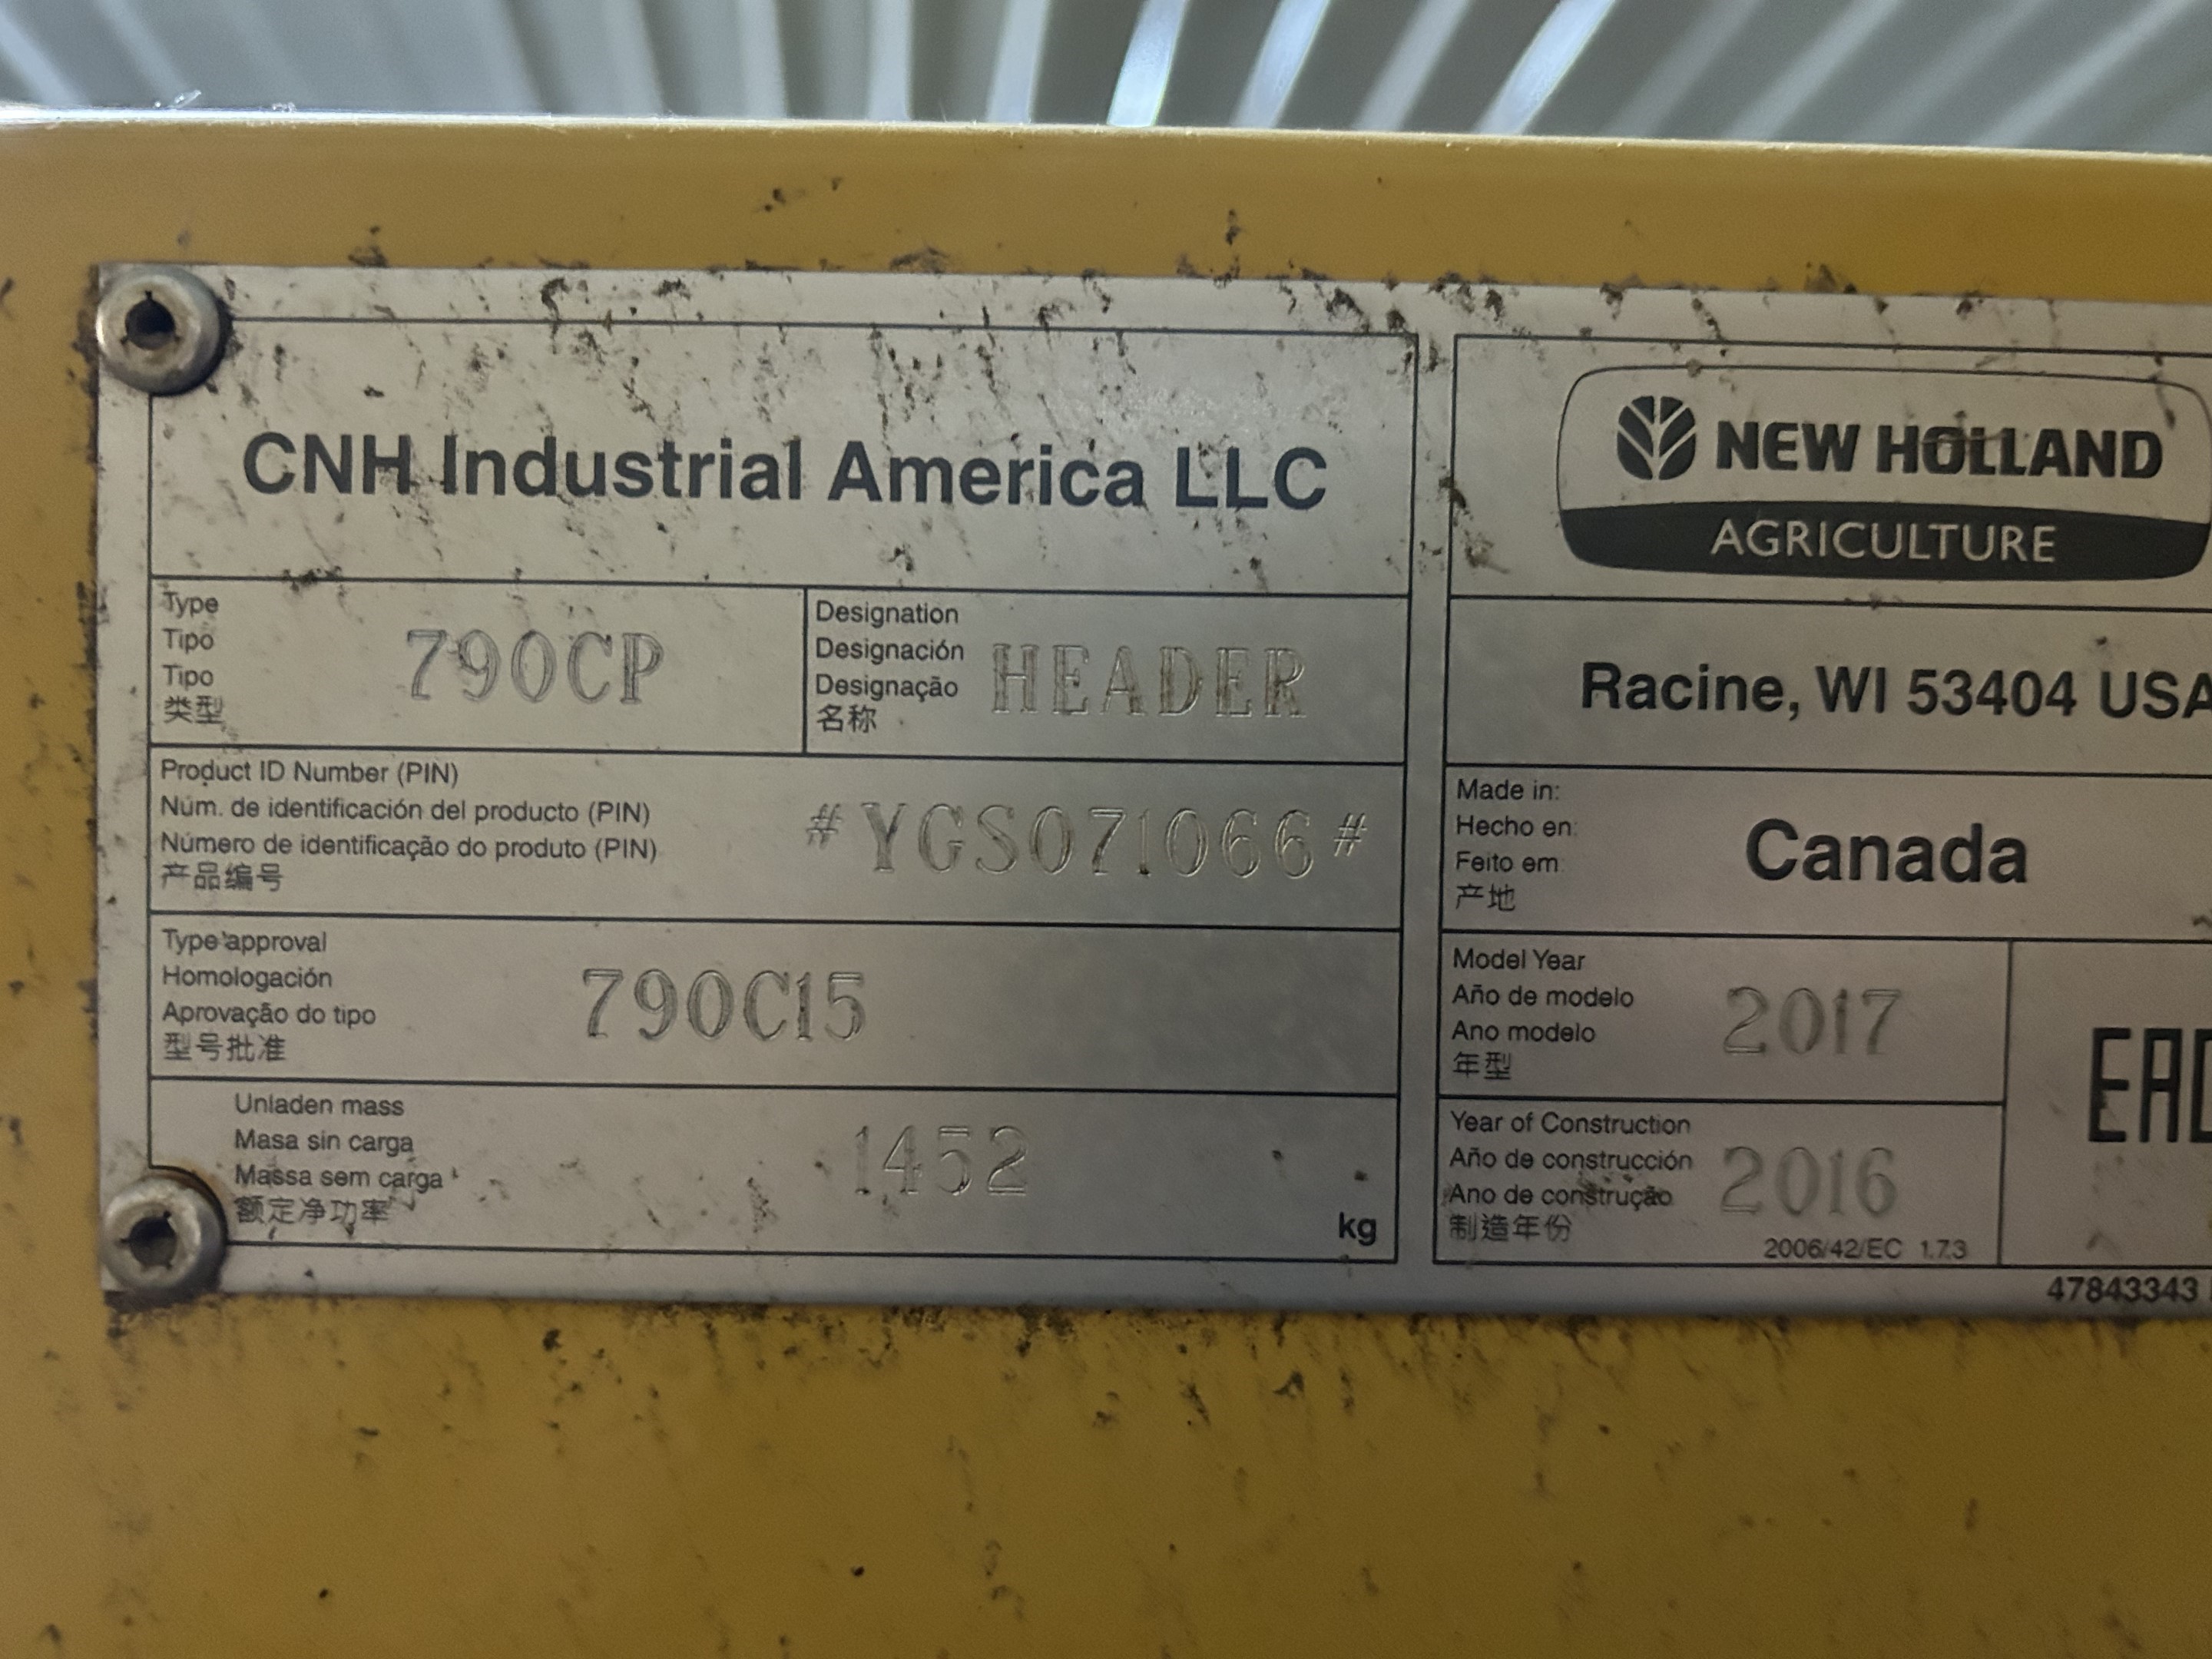 CNH Industrial America LLC
Type
Tipo
Tipo
类型
790CP
Designation
Designación
Designação
名称
HEADER
Product ID Number (PIN)
Núm. de identificación del producto (PIN)
Número de identificação do produto (PIN)
产品编号
#YGS071066#
Type approval
Homologación
Aprovação do tipo
型号批准
790C15
Unladen mass
Masa sin carga
Massa sem carga
额定净功率
1452
kg
NEW HOLLAND
AGRICULTURE
Racine, WI 53404 USA
Made in:
Hecho en:
Feito em:
产地
Canada
Model Year
Año de modelo
Ano modelo
年型
2017
Year of Construction
Año de construcción
Ano de construção
制造年份
2016
2006/42/EC 1.7.3
EAC
47843343